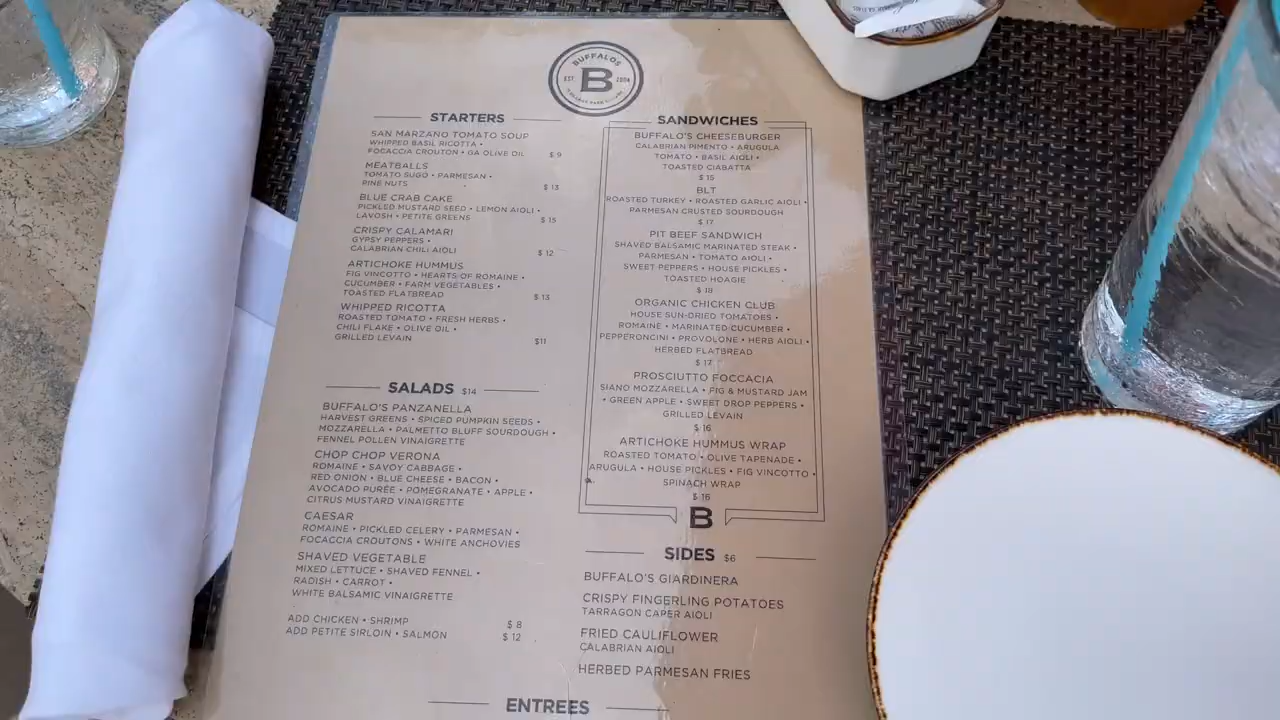 BUFFALOS
EST 2004
B
STARTERS
SAN MARZANO TOMATO SOUP
WHIPPED BASIL RICOTTA •
FOCACCIA CROUTON • GA OLIVE OIL $9
MEATBALLS
TOMATO SUGO • PARMESAN •
PINE NUTS $13
BLUE CRAB CAKE
PICKLED MUSTARD SEED • LEMON AIOLI •
LAVOSH • PETITE GREENS $15
CRISPY CALAMARI
GYPSY PEPPERS •
CALABRIAN CHILI AIOLI $12
ARTICHOKE HUMMUS
FIG VINCOTTO • HEARTS OF ROMAINE •
CUCUMBER • FARM VEGETABLES •
TOASTED FLATBREAD $13
WHIPPED RICOTTA
ROASTED TOMATO • FRESH HERBS •
CHILI FLAKE • OLIVE OIL •
GRILLED LEVAIN $11
SALADS $14
BUFFALO'S PANZANELLA
HARVEST GREENS • SPICED PUMPKIN SEEDS •
MOZZARELLA • PALMETTO BLUFF SOURDOUGH •
FENNEL POLLEN VINAIGRETTE
CHOP CHOP VERONA
ROMAINE • SAVOY CABBAGE •
RED ONION • BLUE CHEESE • BACON •
AVOCADO PURÉE • POMEGRANATE • APPLE •
CITRUS MUSTARD VINAIGRETTE
CAESAR
ROMAINE • PICKLED CELERY • PARMESAN •
FOCACCIA CROUTONS • WHITE ANCHOVIES
SHAVED VEGETABLE
MIXED LETTUCE • SHAVED FENNEL •
RADISH • CARROT •
WHITE BALSAMIC VINAIGRETTE
ADD CHICKEN • SHRIMP $8
ADD PETITE SIRLOIN • SALMON $12
SANDWICHES
BUFFALO'S CHEESEBURGER
CALABRIAN PIMENTO • ARUGULA
TOMATO • BASIL AIOLI •
TOASTED CIABATTA
$15
BLT
ROASTED TURKEY • ROASTED GARLIC AIOLI •
PARMESAN CRUSTED SOURDOUGH
$17
PIT BEEF SANDWICH
SHAVED BALSAMIC MARINATED STEAK •
PARMESAN • TOMATO AIOLI •
SWEET PEPPERS • HOUSE PICKLES •
TOASTED HOAGIE
$18
ORGANIC CHICKEN CLUB
HOUSE SUN-DRIED TOMATOES •
ROMAINE • MARINATED CUCUMBER •
PEPPERONCINI • PROVOLONE • HERB AIOLI •
HERBED FLATBREAD
$17
PROSCIUTTO FOCCACIA
SIANO MOZZARELLA • FIG & MUSTARD JAM
• GREEN APPLE • SWEET DROP PEPPERS •
GRILLED LEVAIN
$16
ARTICHOKE HUMMUS WRAP
ROASTED TOMATO • OLIVE TAPENADE •
ARUGULA • HOUSE PICKLES • FIG VINCOTTO •
SPINACH WRAP
$16
B
SIDES $6
BUFFALO'S GIARDINERA
CRISPY FINGERLING POTATOES
TARRAGON CAPER AIOLI
FRIED CAULIFLOWER
CALABRIAN AIOLI
HERBED PARMESAN FRIES
ENTREES